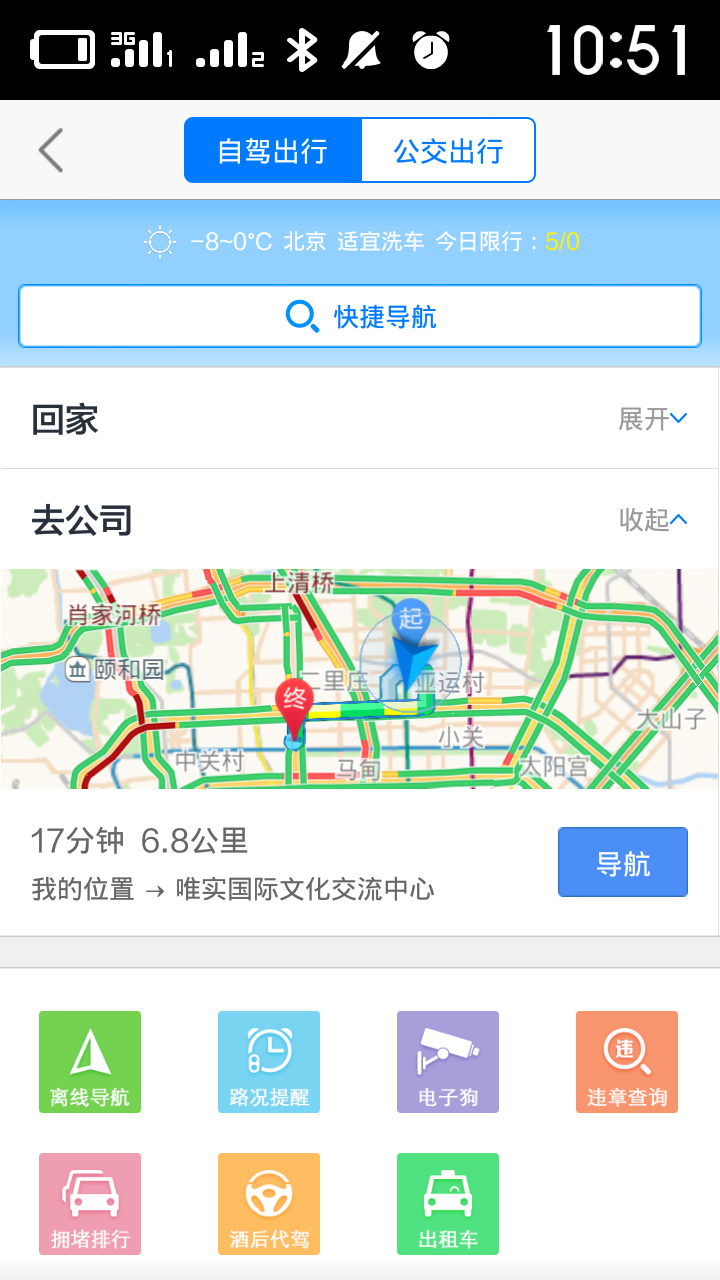 3G 1 2 10:51
自驾出行 公交出行
-8~0℃ 北京 适宜洗车 今日限行：5/0
快捷导航
回家 展开
去公司 收起
上清桥
肖家河桥
起
颐和园
二里庄 亚运村
终
大山子
小关
中关村 马甸 太阳宫
17分钟 6.8公里
导航
我的位置 → 唯实国际文化交流中心
违
离线导航 路况提醒 电子狗 违章查询
拥堵排行 酒后代驾 出租车